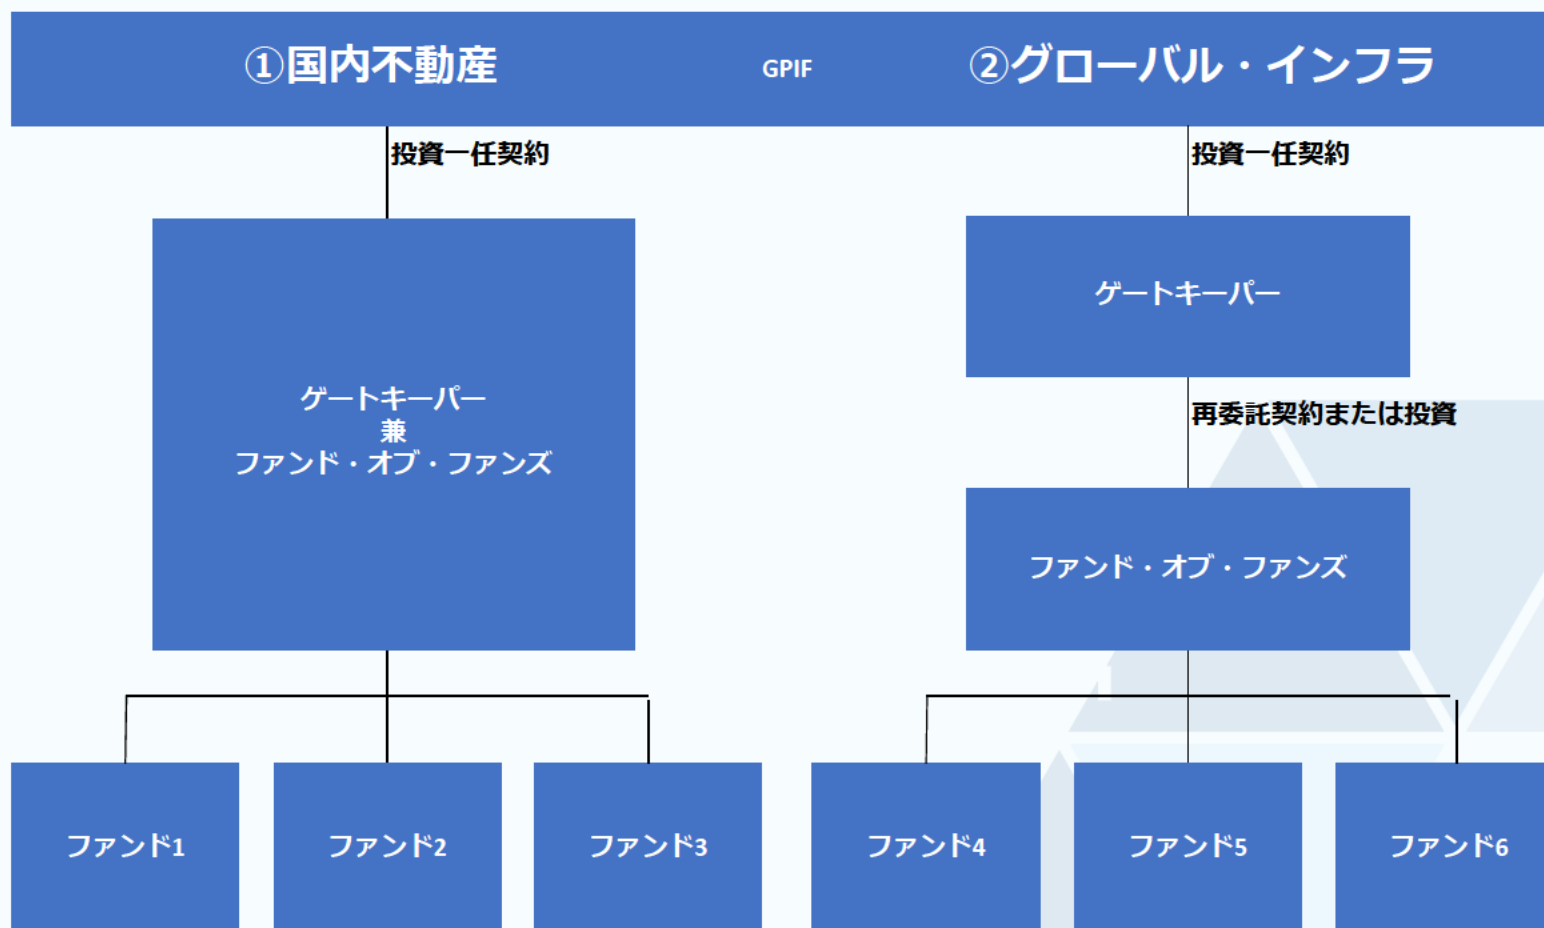 ①国内不動産
GPIF
②グローバル・インフラ
投資一任契約
投資一任契約
ゲートキーパー
兼
ファンド・オブ・ファンズ
ゲートキーパー
再委託契約または投資
ファンド・オブ・ファンズ
ファンド1
ファンド2
ファンド3
ファンド4
ファンド5
ファンド6